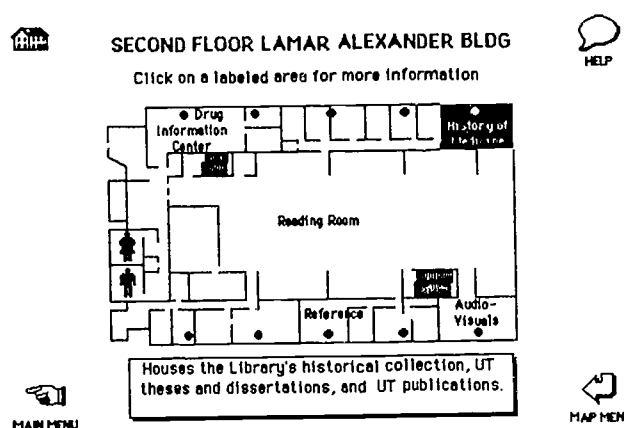 SECOND FLOOR LAMAR ALEXANDER BLDG
HELP
Click on a labeled area for more information
Drug
Information
Center
History of
Medicine
Reading Room
Reference
Audio-
Visuals
Houses the Library's historical collection, UT
theses and dissertations, and UT publications.
MAIN MENU
MAP MEN